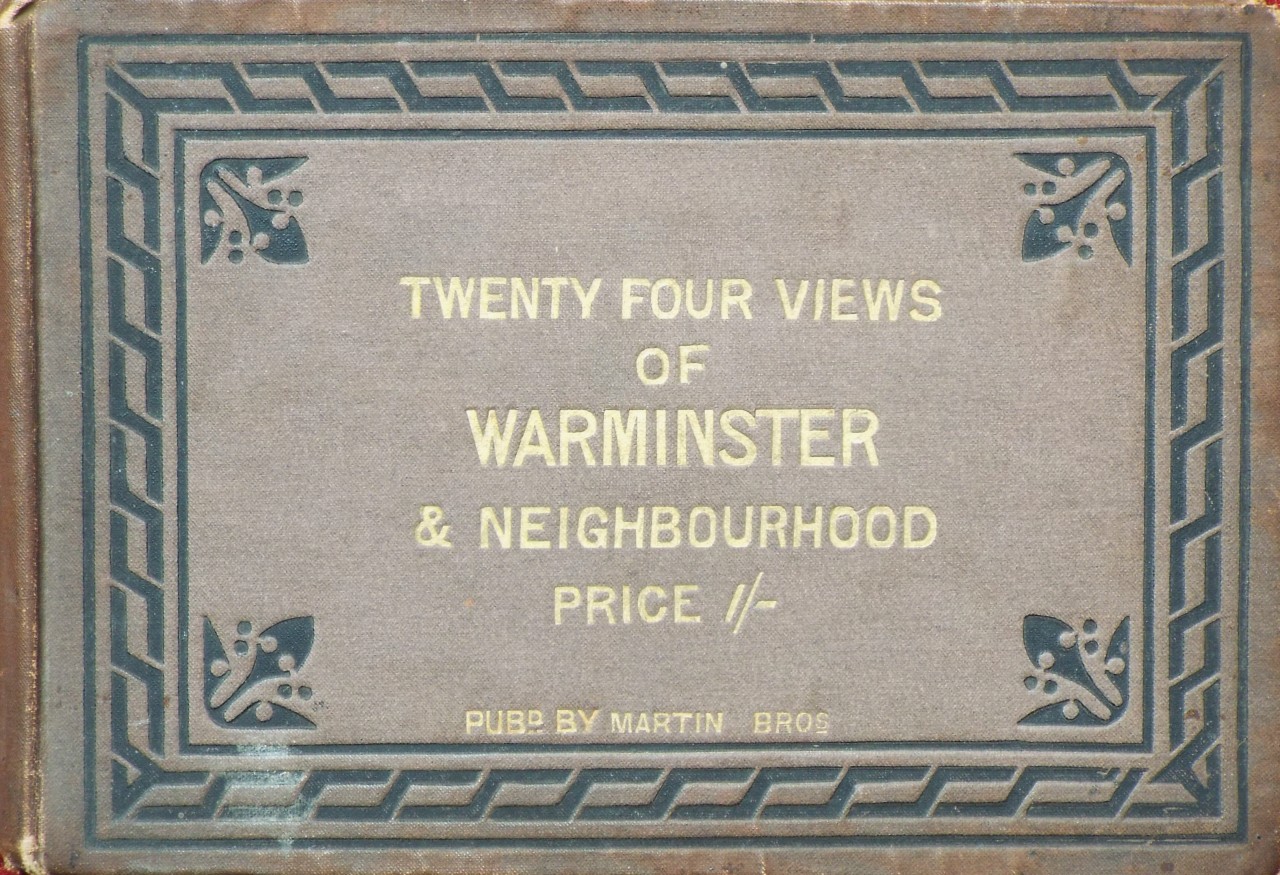 TWENTY FOUR VIEWS
OF
WARMINSTER
& NEIGHBOURHOOD
PRICE 1/-
PUBD BY MARTIN BROS